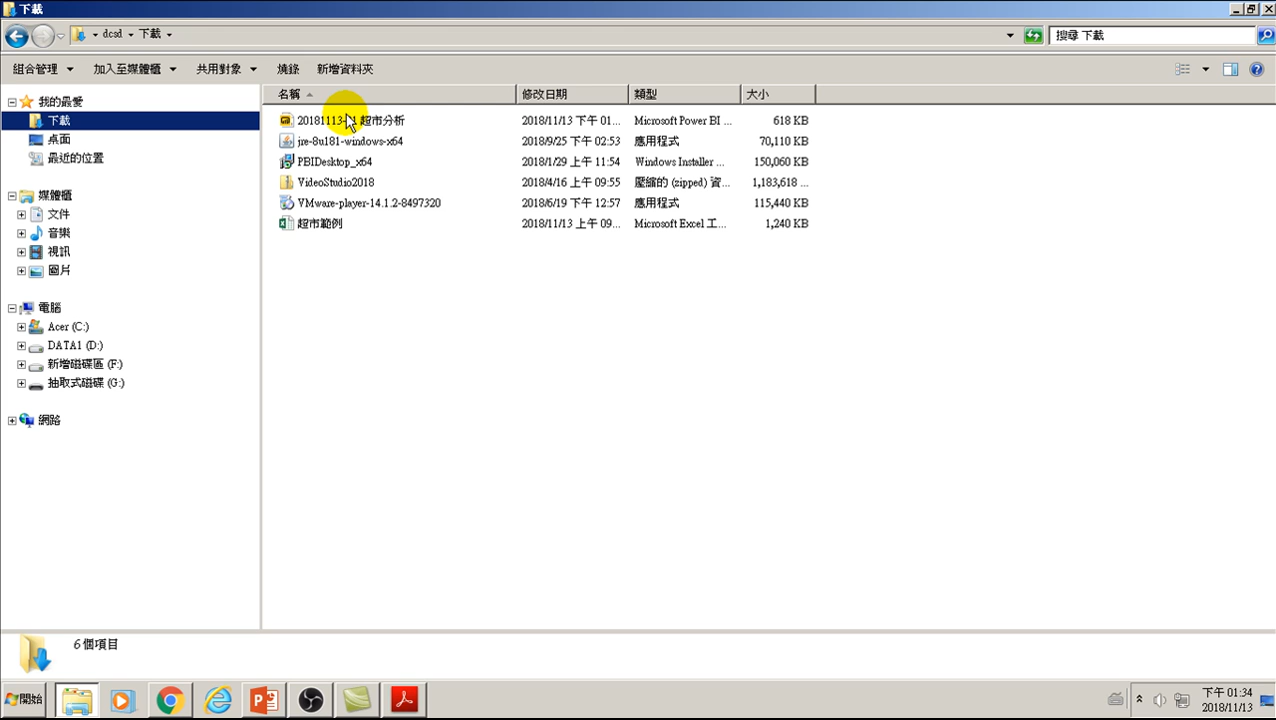 下載
dcsd 下載
搜尋 下載
組合管理 加入至媒體櫃 共用對象 燒錄 新增資料夾
名稱 修改日期 類型 大小
我的最愛
下載
桌面
最近的位置
媒體櫃
文件
音樂
視訊
圖片
電腦
Acer (C:)
DATA1 (D:)
新增磁碟區 (F:)
抽取式磁碟 (G:)
網路
超市分析 2018/11/13 下午 01... Microsoft Power BI ... 618 KB
jre-8u181-windows-x64 2018/9/25 下午 02:53 應用程式 70,110 KB
PBIDesktop_x64 2018/1/29 上午 11:54 Windows Installer ... 150,060 KB
VideoStudio2018 2018/4/16 上午 09:55 壓縮的 (zipped) 資... 1,183,618 ...
VMware-player-14.1.2-8497320 2018/6/19 下午 12:57 應用程式 115,440 KB
超市範例 2018/11/13 上午 09... Microsoft Excel 工... 1,240 KB
6 個項目
開始
下午 01:34
2018/11/13